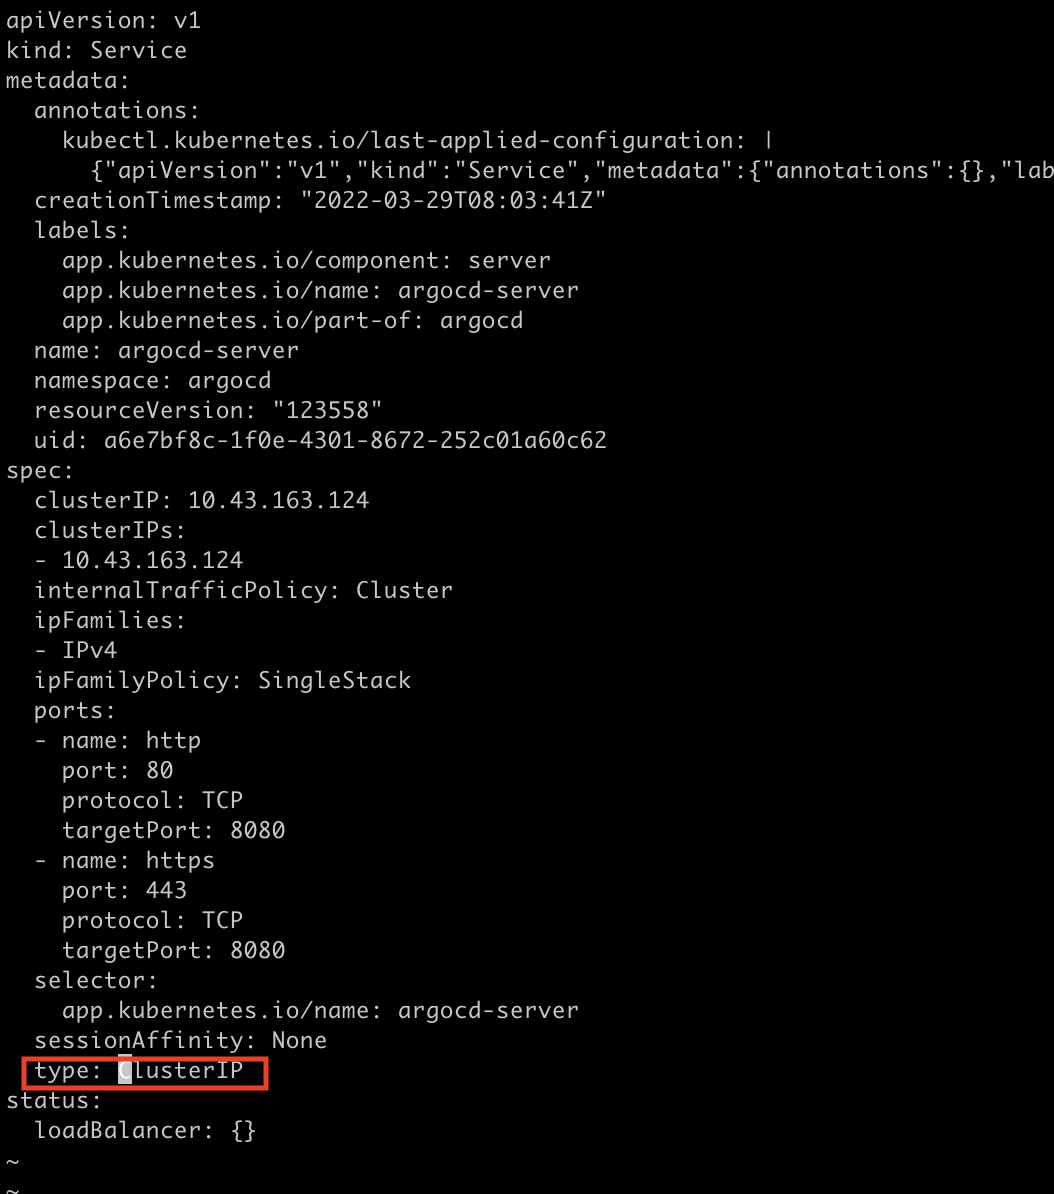 apiVersion: v1
kind: Service
metadata:
  annotations:
    kubectl.kubernetes.io/last-applied-configuration: |
      {"apiVersion":"v1","kind":"Service","metadata":{"annotations":{},"lab
  creationTimestamp: "2022-03-29T08:03:41Z"
  labels:
    app.kubernetes.io/component: server
    app.kubernetes.io/name: argocd-server
    app.kubernetes.io/part-of: argocd
  name: argocd-server
  namespace: argocd
  resourceVersion: "123558"
  uid: a6e7bf8c-1f0e-4301-8672-252c01a60c62
spec:
  clusterIP: 10.43.163.124
  clusterIPs:
  - 10.43.163.124
  internalTrafficPolicy: Cluster
  ipFamilies:
  - IPv4
  ipFamilyPolicy: SingleStack
  ports:
  - name: http
    port: 80
    protocol: TCP
    targetPort: 8080
  - name: https
    port: 443
    protocol: TCP
    targetPort: 8080
  selector:
    app.kubernetes.io/name: argocd-server
  sessionAffinity: None
  type: ClusterIP
status:
  loadBalancer: {}
~
~